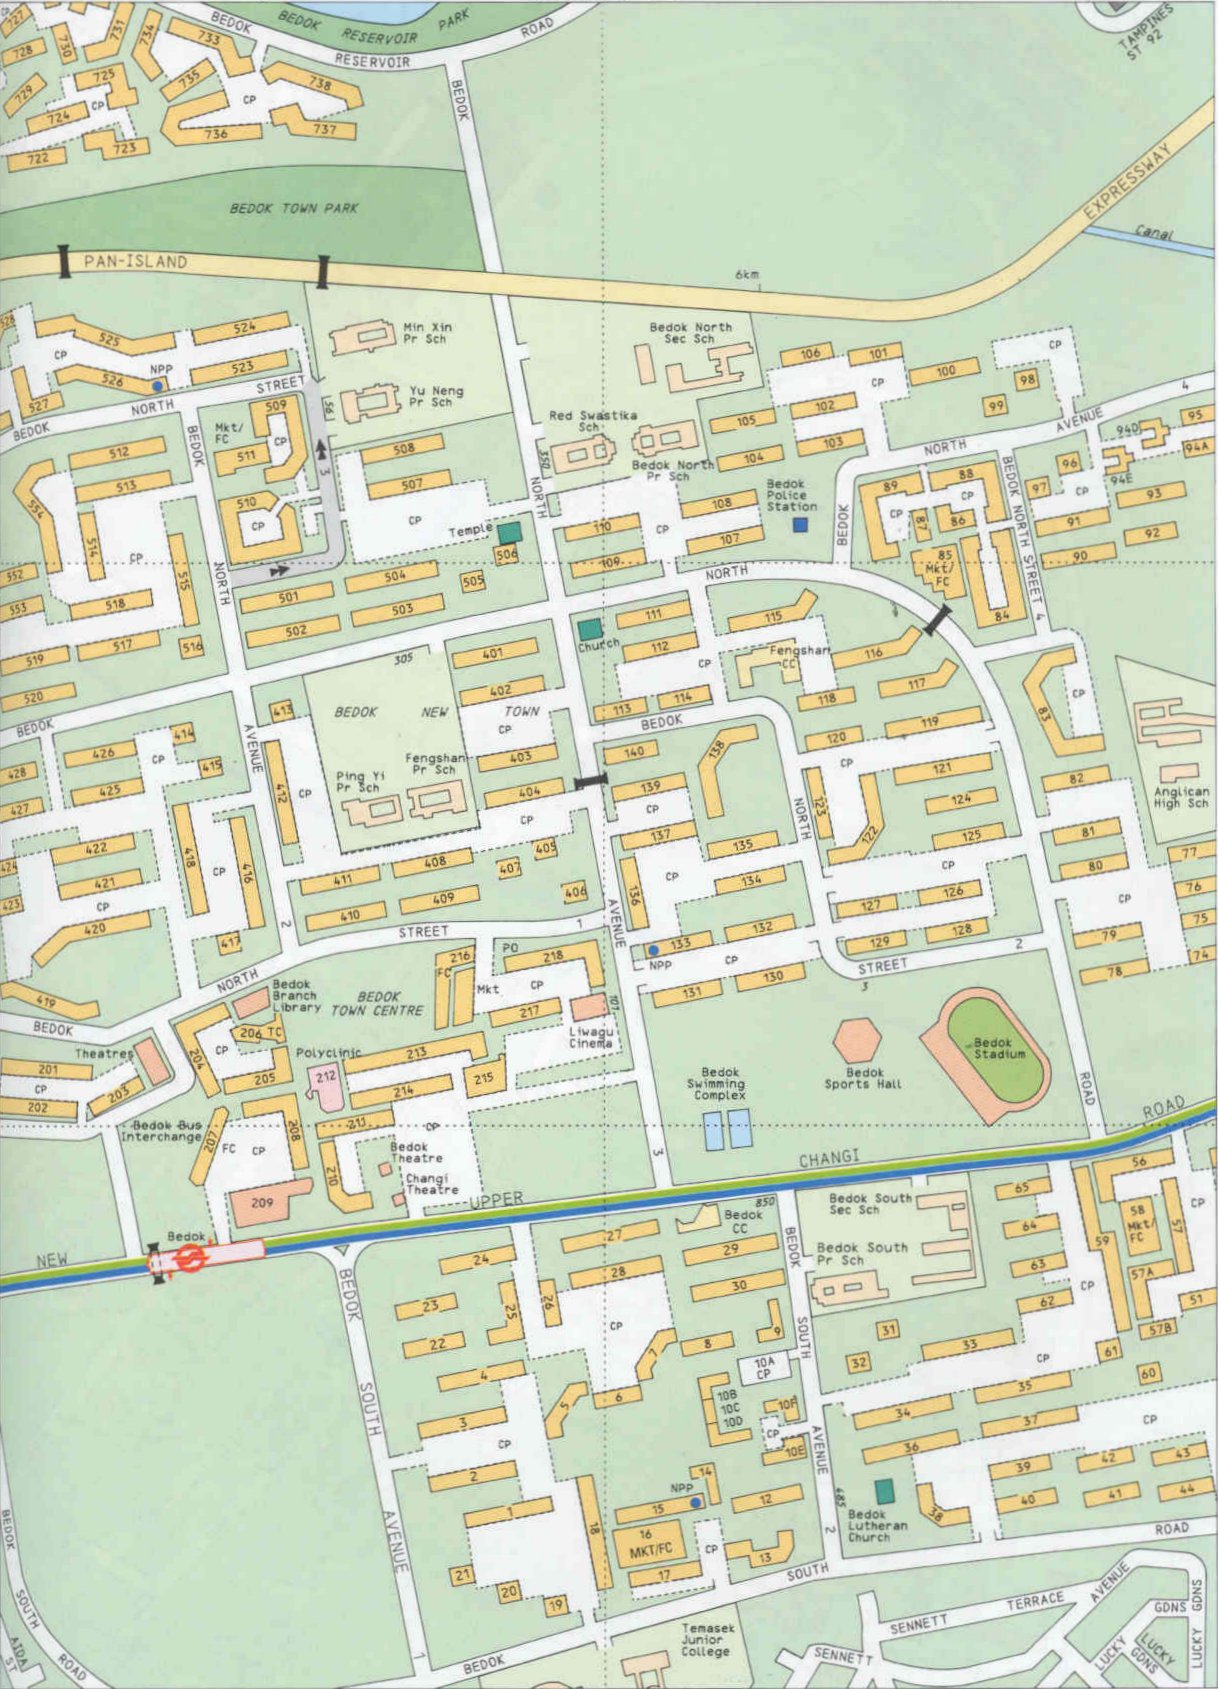 BEDOK
RESERVOIR
BEDOK RESERVOIR PARK
ROAD
TAMPINES
ST 92
727
728
729
730
731
734
733
735
738
725
CP
724
CP
736
737
722
723
BEDOK
BEDOK TOWN PARK
EXPRESSWAY
Canal
PAN-ISLAND
6km
528
525
524
CP
NPP
526
523
527
STREET
NORTH
BEDOK
Min Xin
Pr Sch
Yu Neng
Pr Sch
561
3
Bedok North
Sec Sch
Red Swastika
Sch
Bedok North
Pr Sch
350
106
101
100
CP
CP
98
99
102
105
103
104
AVENUE
4
NORTH
95
94D
94A
94E
96
97
CP
93
92
91
90
BEDOK
509
Mkt/
FC
CP
511
510
CP
508
507
CP
512
513
554
514
CP
515
552
553
518
517
516
519
520
NORTH
Temple
506
505
504
501
503
502
NORTH
110
109
CP
108
107
Bedok
Police
Station
BEDOK
89
88
CP
CP
87
86
85
Mkt/
FC
84
BEDOK NORTH STREET 4
NORTH
111
112
Church
CP
113
114
115
Fengshan
CC
116
117
118
119
120
CP
121
122
123
124
125
CP
126
127
128
129
83
CP
82
81
80
CP
79
78
77
76
75
74
Anglican
High Sch
305
401
402
CP
403
404
CP
BEDOK NEW TOWN
Ping Yi
Pr Sch
Fengshan
Pr Sch
BEDOK
413
414
415
426
CP
428
425
427
AVENUE
412
CP
418
416
CP
422
421
424
423
CP
420
417
419
411
408
410
409
407
405
406
2
STREET
1
NORTH
BEDOK
BEDOK
140
138
139
CP
137
135
136
CP
134
133
132
NPP
CP
131
130
NORTH
STREET
3
2
AVENUE
Bedok
Branch
Library
BEDOK
TOWN CENTRE
216
FC
PO
218
Mkt
CP
217
Liwagu
Cinema
101
Theatres
201
CP
202
203
204
CP
206
TC
205
Polyclinic
212
213
214
215
211
CP
208
207
FC
CP
210
209
Bedok Bus
Interchange
Bedok
Theatre
Changi
Theatre
3
Bedok
Swimming
Complex
Bedok
Sports Hall
Bedok
Stadium
ROAD
ROAD
CHANGI
UPPER
Bedok
NEW
850
Bedok
CC
BEDOK
SOUTH
AVENUE
1
24
23
22
25
26
27
28
CP
29
30
4
3
CP
2
1
5
6
7
8
9
10A
CP
10B
10C
10D
10F
CP
10E
12
13
14
NPP
15
16
MKT/FC
17
CP
18
19
20
21
BEDOK
SOUTH
AVENUE
2
485
Bedok South
Sec Sch
Bedok South
Pr Sch
31
32
33
34
35
36
37
38
39
40
41
42
43
44
CP
CP
Bedok
Lutheran
Church
65
64
63
62
CP
61
60
59
56
58
Mkt/
FC
57
CP
57A
57B
51
BEDOK
SOUTH
ROAD
Temasek
Junior
College
SENNETT
TERRACE
AVENUE
SENNETT
LUCKY
LUCKY
GDNS
GDNS
LUCKY GDNS
BEDOK
SOUTH
ROAD
AIDA
ST